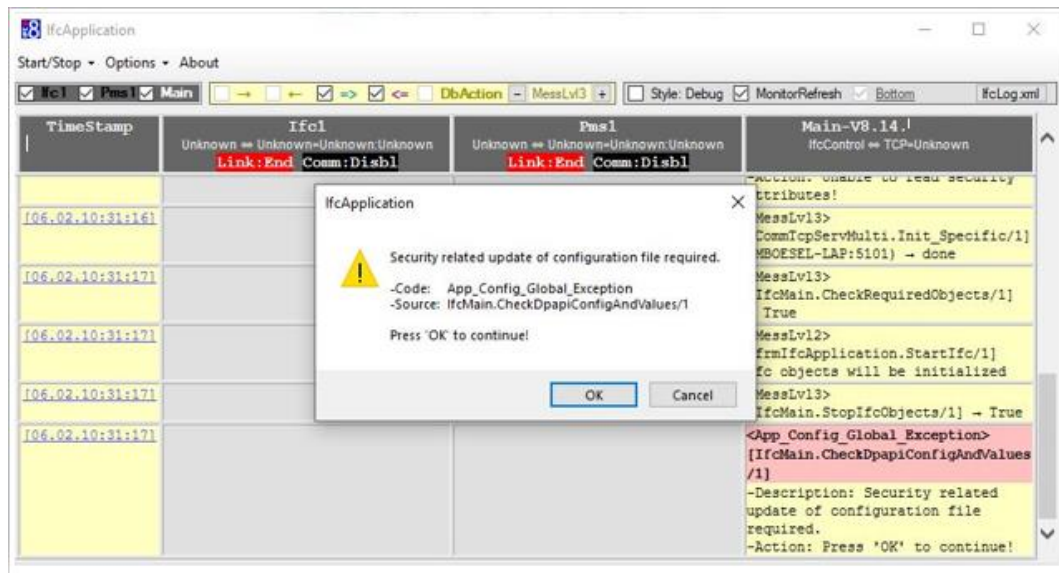 IfcApplication
Start/Stop Options About
Ifc1 Pms1 Main → ← => <= DbAction - MessLvl3 + Style: Debug MonitorRefresh Bottom IfcLog.xml
TimeStamp
Ifc1
Unknown ⇔ Unknown=Unknown:Unknown
Link:End Comm:Disbl
Pms1
Unknown ⇔ Unknown=Unknown:Unknown
Link:End Comm:Disbl
Main-V8.14.
IfcControl ⇔ TCP=Unknown
-Action: Unable to read security
ttributes!
[06.02.10:31:16]
MessLvl3>
CommTcpServMulti.Init_Specific/1]
MBOESEL-LAP:5101) → done
[06.02.10:31:17]
MessLvl3>
IfcMain.CheckRequiredObjects/1]
True
[06.02.10:31:17]
MessLvl2>
frmIfcApplication.StartIfc/1]
fc objects will be initialized
[06.02.10:31:17]
MessLvl3>
IfcMain.StopIfcObjects/1] → True
[06.02.10:31:17]
<App_Config_Global_Exception>
[IfcMain.CheckDpapiConfigAndValues
/1]
-Description: Security related
update of configuration file
required.
-Action: Press "OK" to continue!
IfcApplication
Security related update of configuration file required.
-Code: App_Config_Global_Exception
-Source: IfcMain.CheckDpapiConfigAndValues/1
Press "OK" to continue!
OK Cancel